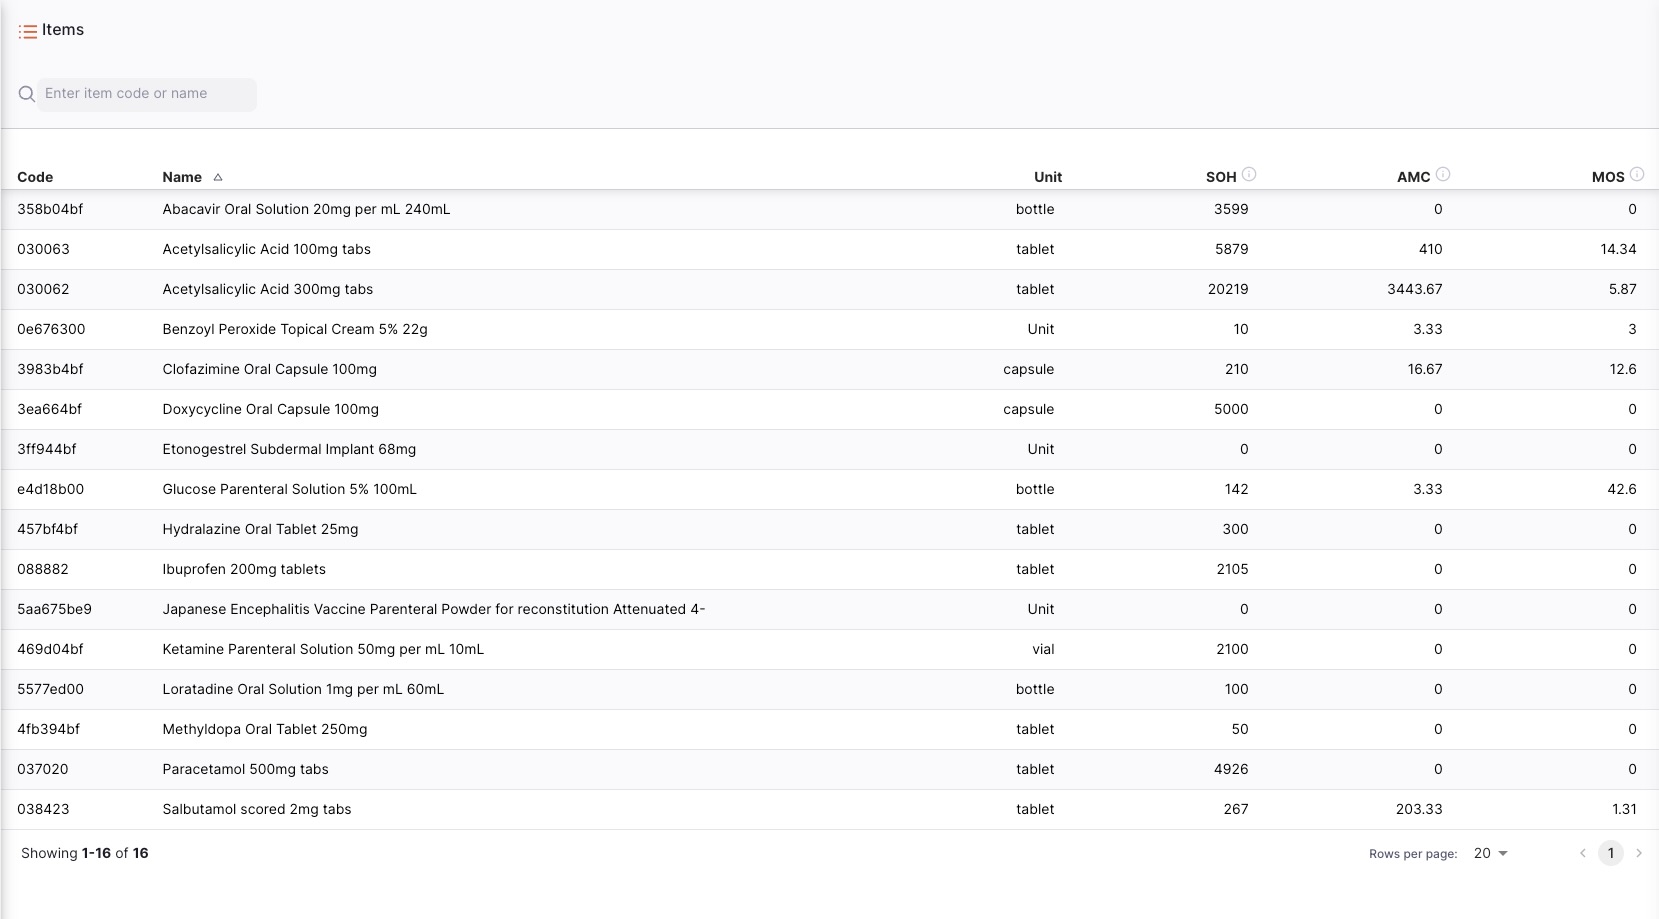 Items
Enter item code or name
Code Name Unit SOH AMC MOS
358b04bf Abacavir Oral Solution 20mg per mL 240mL bottle 3599 0 0
030063 Acetylsalicylic Acid 100mg tabs tablet 5879 410 14.34
030062 Acetylsalicylic Acid 300mg tabs tablet 20219 3443.67 5.87
0e676300 Benzoyl Peroxide Topical Cream 5% 22g Unit 10 3.33 3
3983b4bf Clofazimine Oral Capsule 100mg capsule 210 16.67 12.6
3ea664bf Doxycycline Oral Capsule 100mg capsule 5000 0 0
3ff944bf Etonogestrel Subdermal Implant 68mg Unit 0 0 0
e4d18b00 Glucose Parenteral Solution 5% 100mL bottle 142 3.33 42.6
457bf4bf Hydralazine Oral Tablet 25mg tablet 300 0 0
088882 Ibuprofen 200mg tablets tablet 2105 0 0
5aa675be9 Japanese Encephalitis Vaccine Parenteral Powder for reconstitution Attenuated 4- Unit 0 0 0
469d04bf Ketamine Parenteral Solution 50mg per mL 10mL vial 2100 0 0
5577ed00 Loratadine Oral Solution 1mg per mL 60mL bottle 100 0 0
4fb394bf Methyldopa Oral Tablet 250mg tablet 50 0 0
037020 Paracetamol 500mg tabs tablet 4926 0 0
038423 Salbutamol scored 2mg tabs tablet 267 203.33 1.31
Showing 1-16 of 16 Rows per page: 20 1